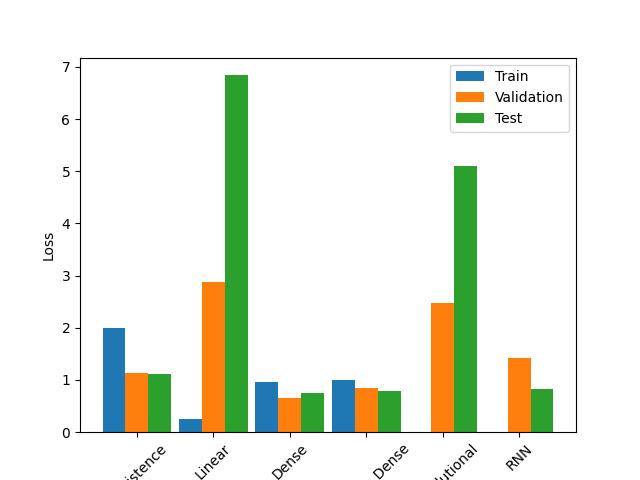 7
6
5
4
3
2
1
0
Loss
Train
Validation
Test
Linear
Dense
Dense
RNN